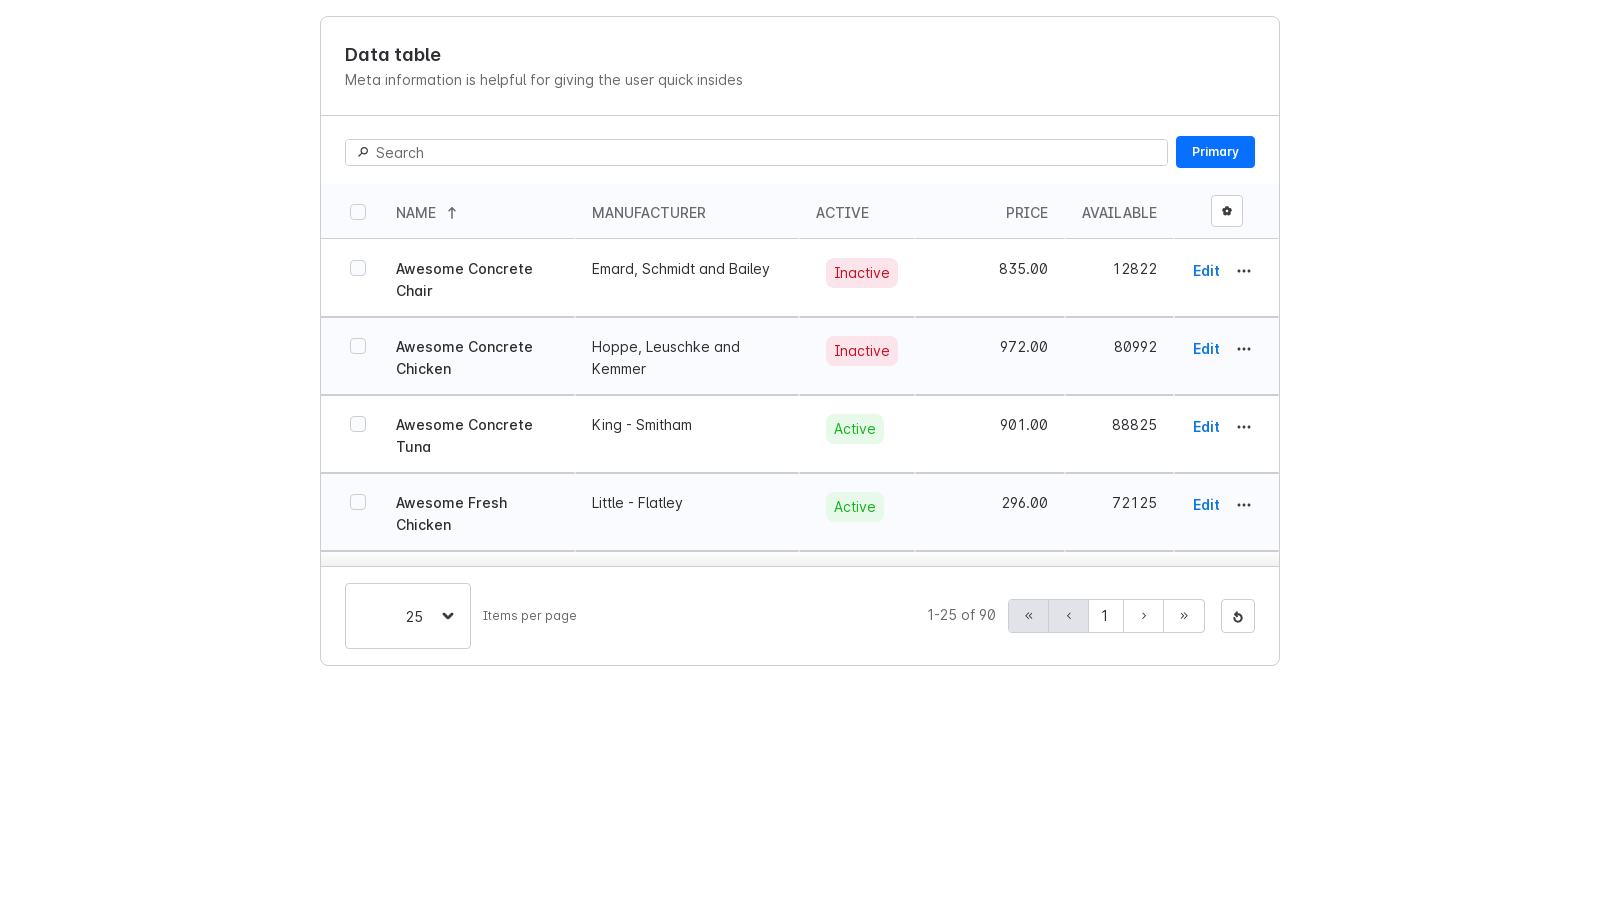 Data table
Meta information is helpful for giving the user quick insides
Search
Primary
NAME MANUFACTURER ACTIVE PRICE AVAILABLE
Awesome Concrete Emard, Schmidt and Bailey Inactive 835.00 12822 Edit
Chair
Awesome Concrete Hoppe, Leuschke and Inactive 972.00 80992 Edit
Chicken Kemmer
Awesome Concrete King - Smitham Active 901.00 88825 Edit
Tuna
Awesome Fresh Little - Flatley Active 296.00 72125 Edit
Chicken
25 Items per page 1-25 of 90 « ‹ 1 › »